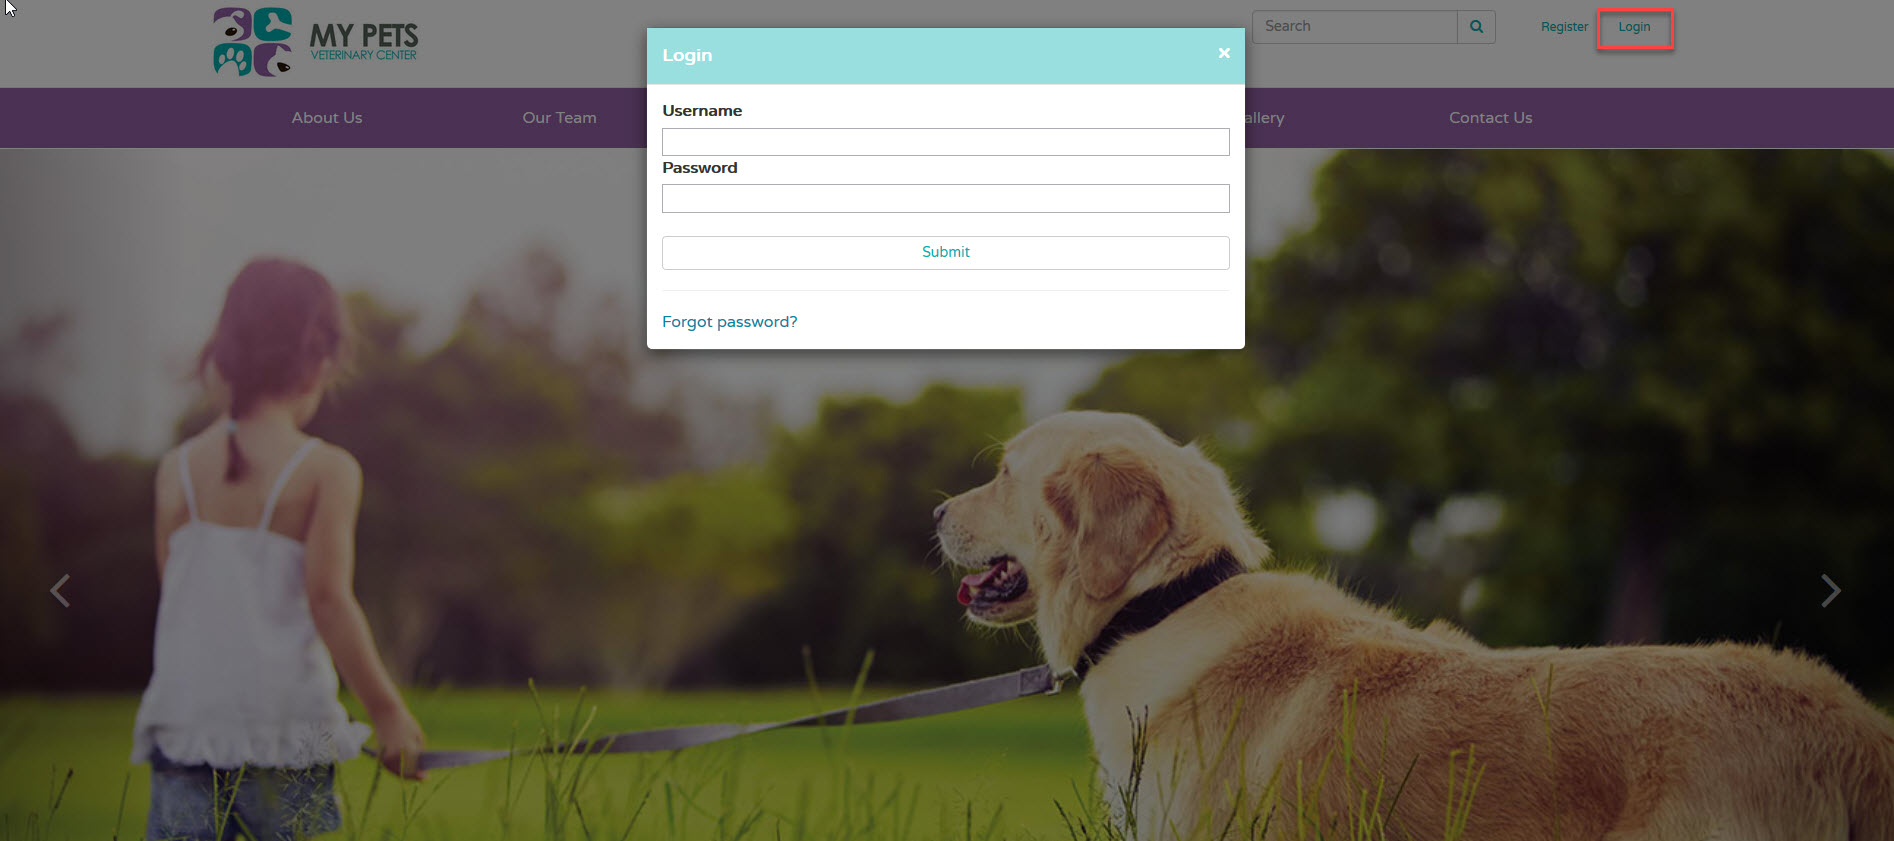 MY PETS
VETERINARY CENTER
Search
Register
Login
About Us
Our Team
allery
Contact Us
Login
Username
Password
Submit
Forgot password?